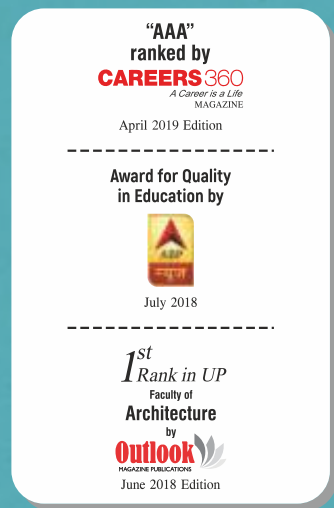 “AAA”
ranked by
CAREERS360
A Career is a Life
MAGAZINE
April 2019 Edition
Award for Quality
in Education by
ABP
न्यूज़
July 2018
1st
Rank in UP
Faculty of
Architecture
by
Outlook
MAGAZINE PUBLICATIONS
June 2018 Edition